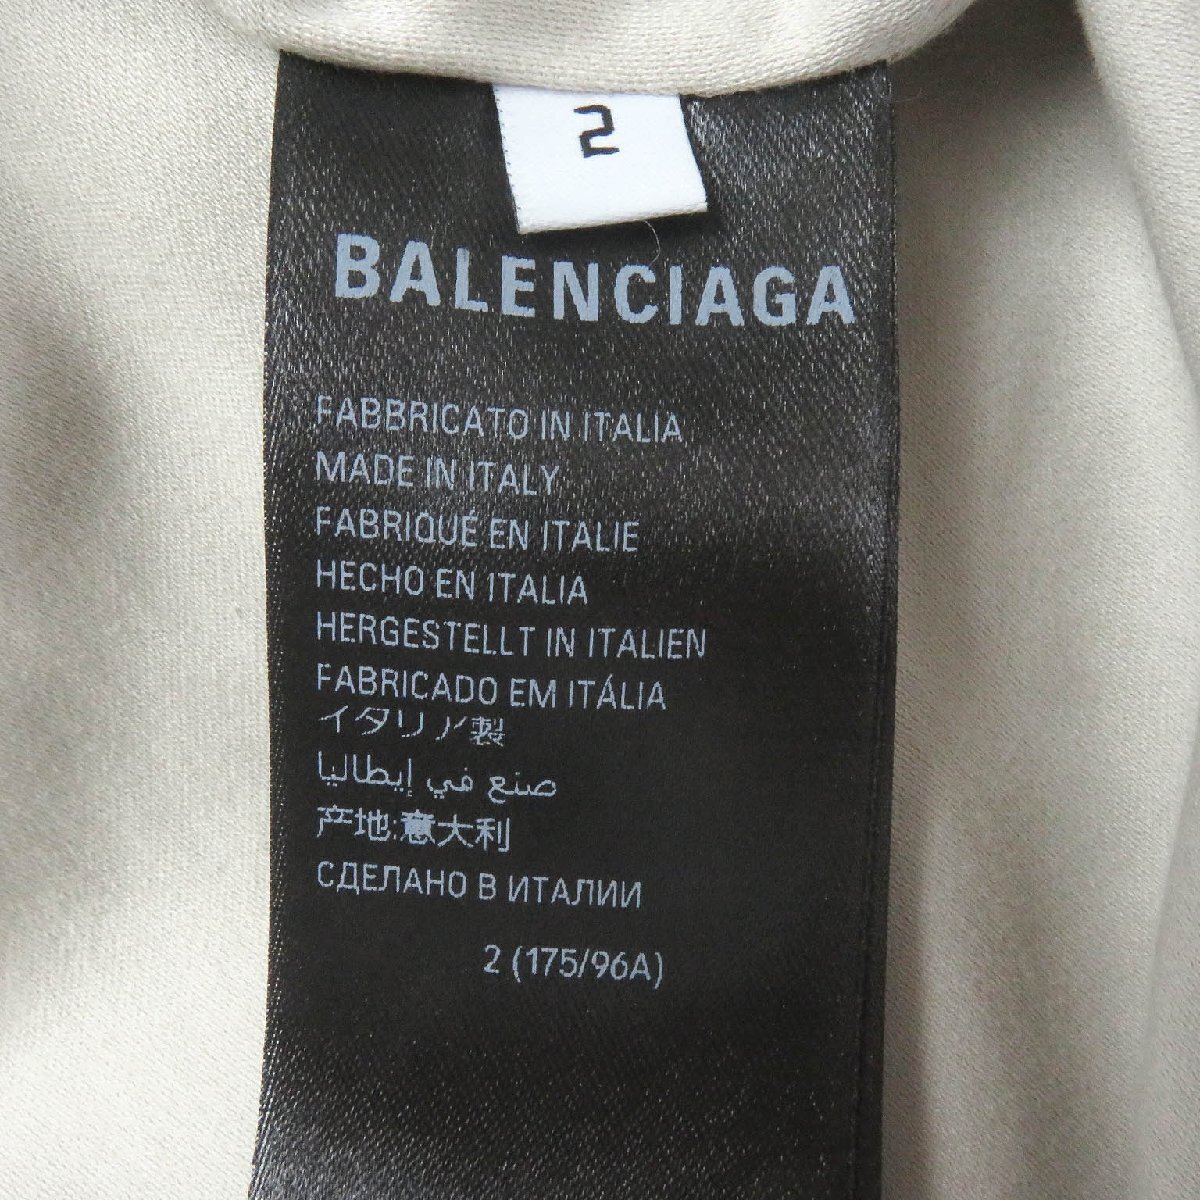 2
BALENCIAGA
FABBRICATO IN ITALIA
MADE IN ITALY
FABRIQUÉ EN ITALIE
HECHO EN ITALIA
HERGESTELLT IN ITALIEN
FABRICADO EM ITÁLIA
イタリア製
صنع في إيطاليا
产地:意大利
СДЕЛАНО В ИТАЛИИ
2 (175/96A)